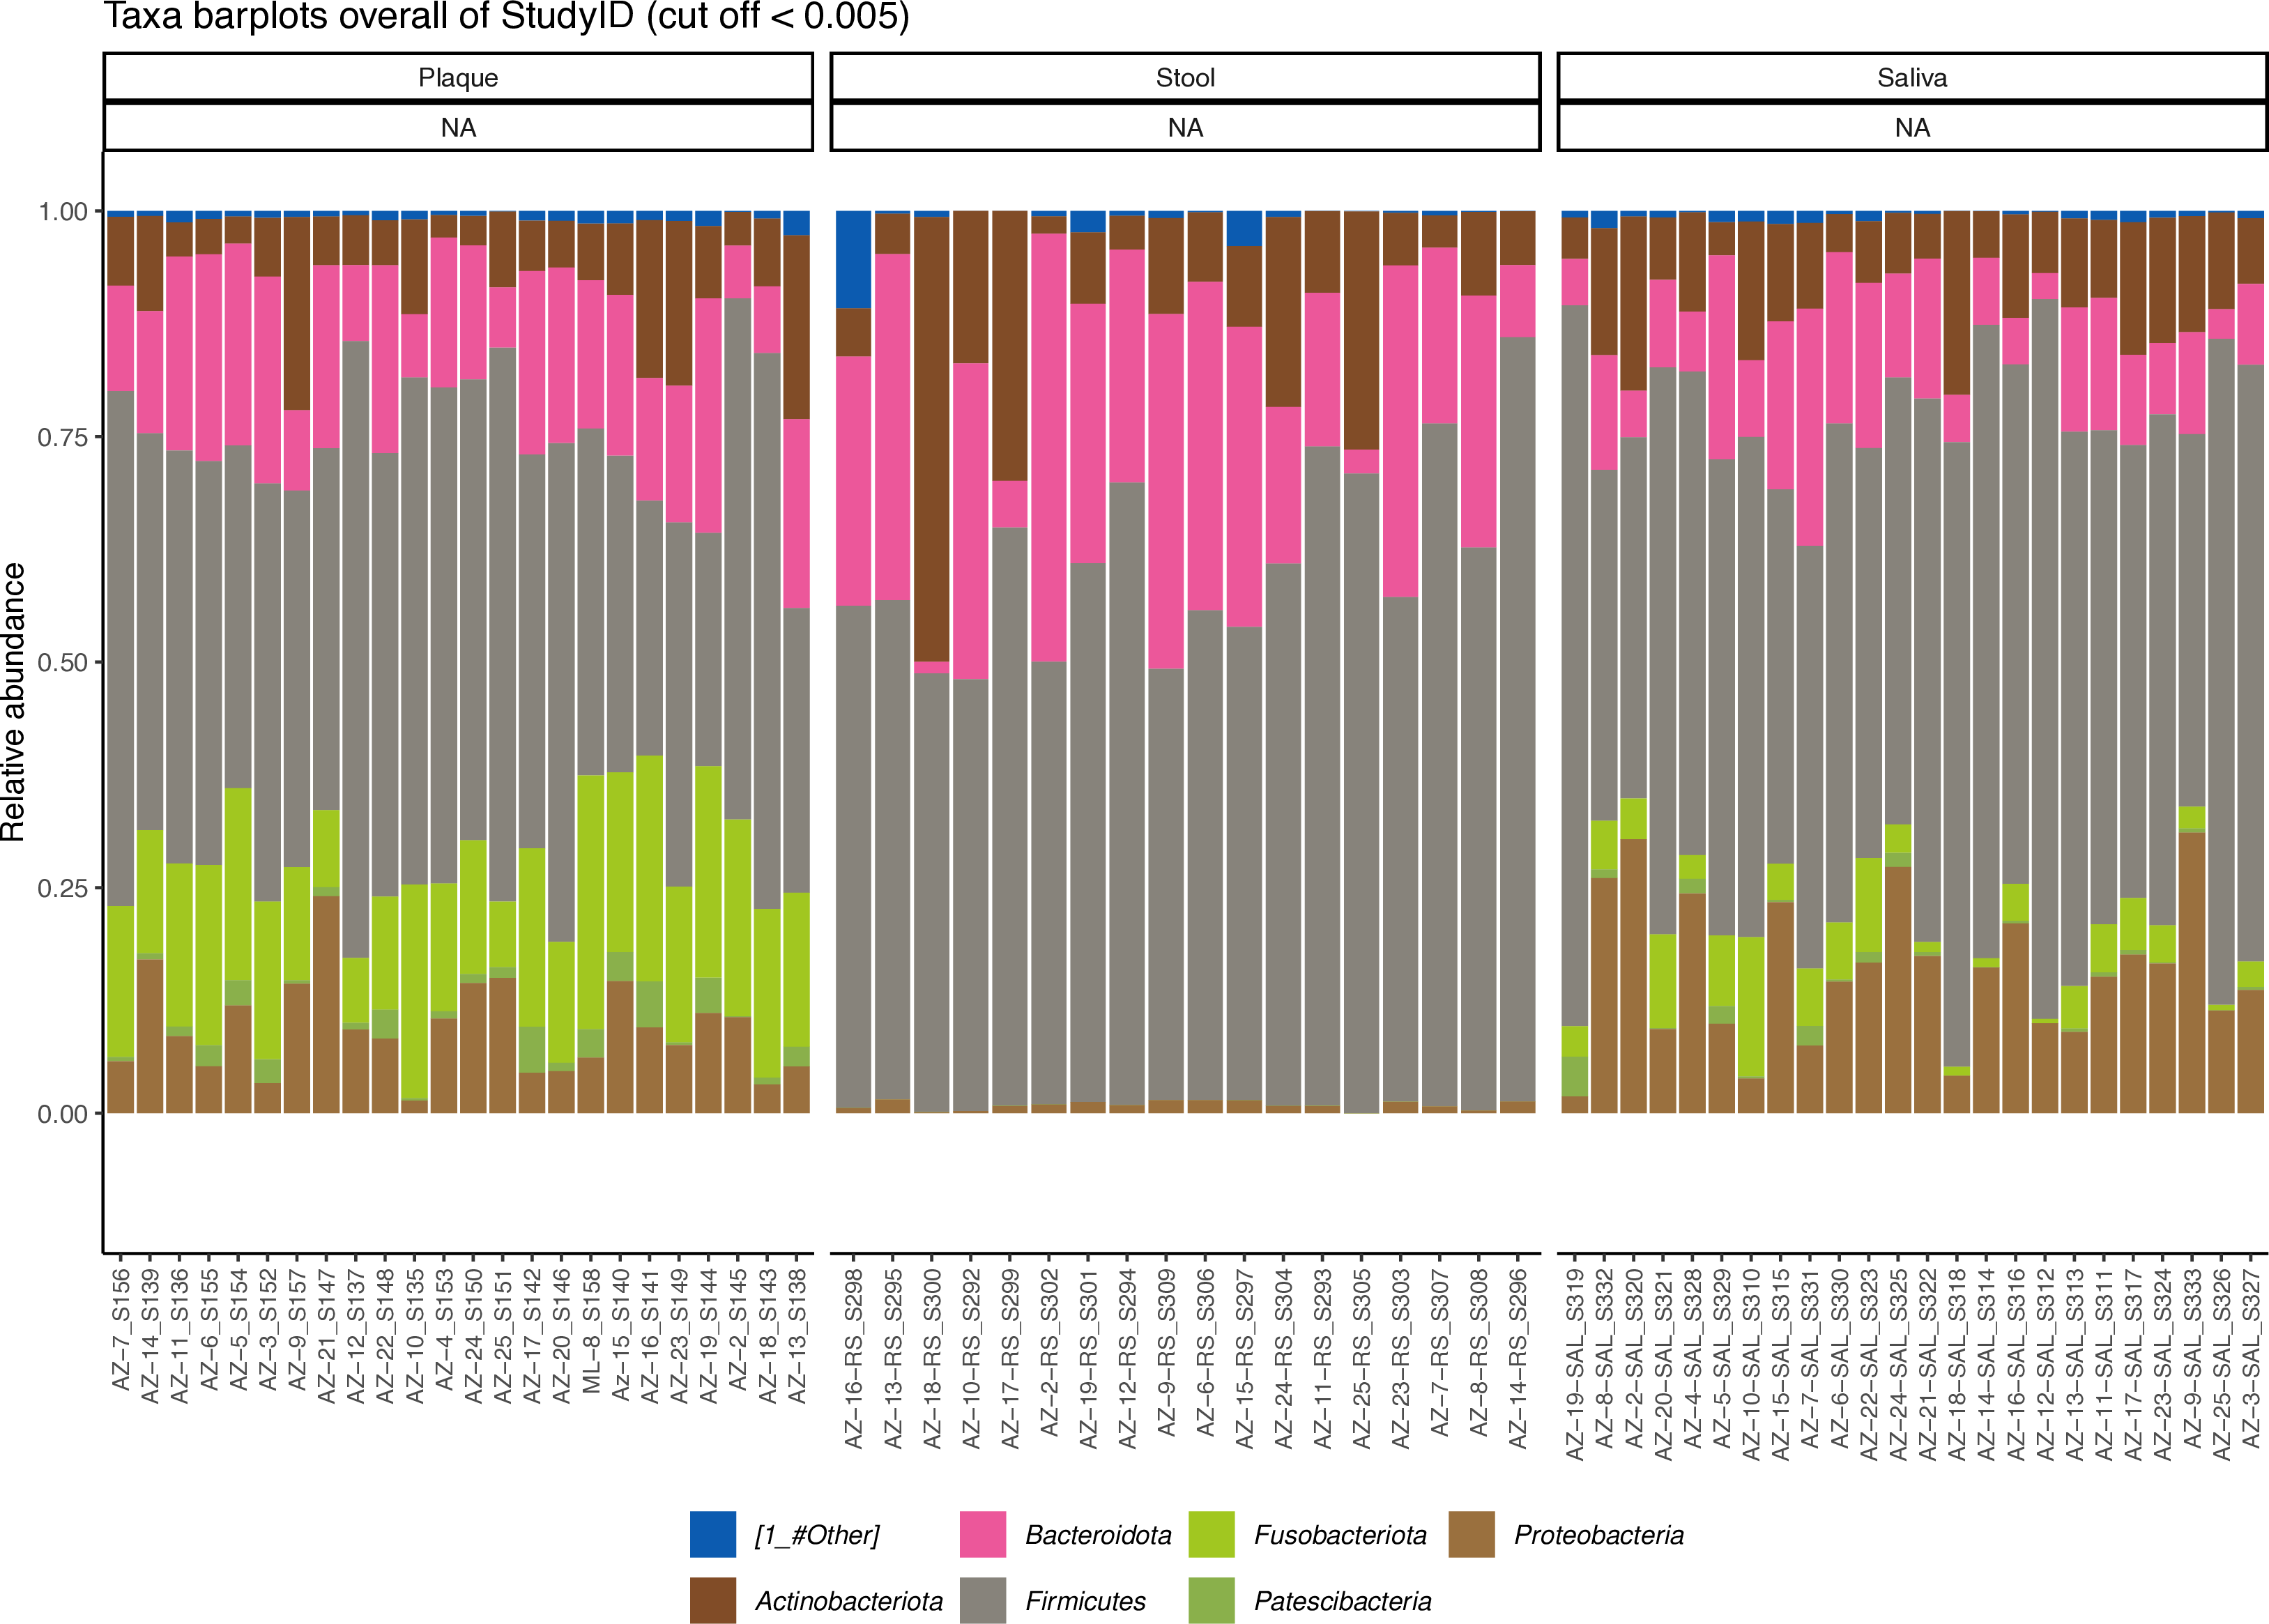 Taxa barplots overall of StudyID (cut off < 0.005)
Plaque
Stool
Saliva
NA
NA
NA
Relative abundance
1.00
0.75
0.50
0.25
0.00
AZ−7_S156
AZ−14_S139
AZ−11_S136
AZ−6_S155
AZ−5_S154
AZ−3_S152
AZ−9_S157
AZ−21_S147
AZ−12_S137
AZ−22_S148
AZ−10_S135
AZ−4_S153
AZ−24_S150
AZ−25_S151
AZ−17_S142
AZ−20_S146
ML−8_S158
Az−15_S140
AZ−16_S141
AZ−23_S149
AZ−19_S144
AZ−2_S145
AZ−18_S143
AZ−13_S138
AZ−16−RS_S298
AZ−13−RS_S295
AZ−18−RS_S300
AZ−10−RS_S292
AZ−17−RS_S299
AZ−2−RS_S302
AZ−19−RS_S301
AZ−12−RS_S294
AZ−9−RS_S309
AZ−6−RS_S306
AZ−15−RS_S297
AZ−24−RS_S304
AZ−11−RS_S293
AZ−25−RS_S305
AZ−23−RS_S303
AZ−7−RS_S307
AZ−8−RS_S308
AZ−14−RS_S296
AZ−19−SAL_S319
AZ−8−SAL_S332
AZ−2−SAL_S320
AZ−20−SAL_S321
AZ−4−SAL_S328
AZ−5−SAL_S329
AZ−10−SAL_S310
AZ−15−SAL_S315
AZ−7−SAL_S331
AZ−6−SAL_S330
AZ−22−SAL_S323
AZ−24−SAL_S325
AZ−21−SAL_S322
AZ−18−SAL_S318
AZ−14−SAL_S314
AZ−16−SAL_S316
AZ−12−SAL_S312
AZ−13−SAL_S313
AZ−11−SAL_S311
AZ−17−SAL_S317
AZ−23−SAL_S324
AZ−9−SAL_S333
AZ−25−SAL_S326
AZ−3−SAL_S327
[1_#Other]
Bacteroidota
Fusobacteriota
Proteobacteria
Actinobacteriota
Firmicutes
Patescibacteria